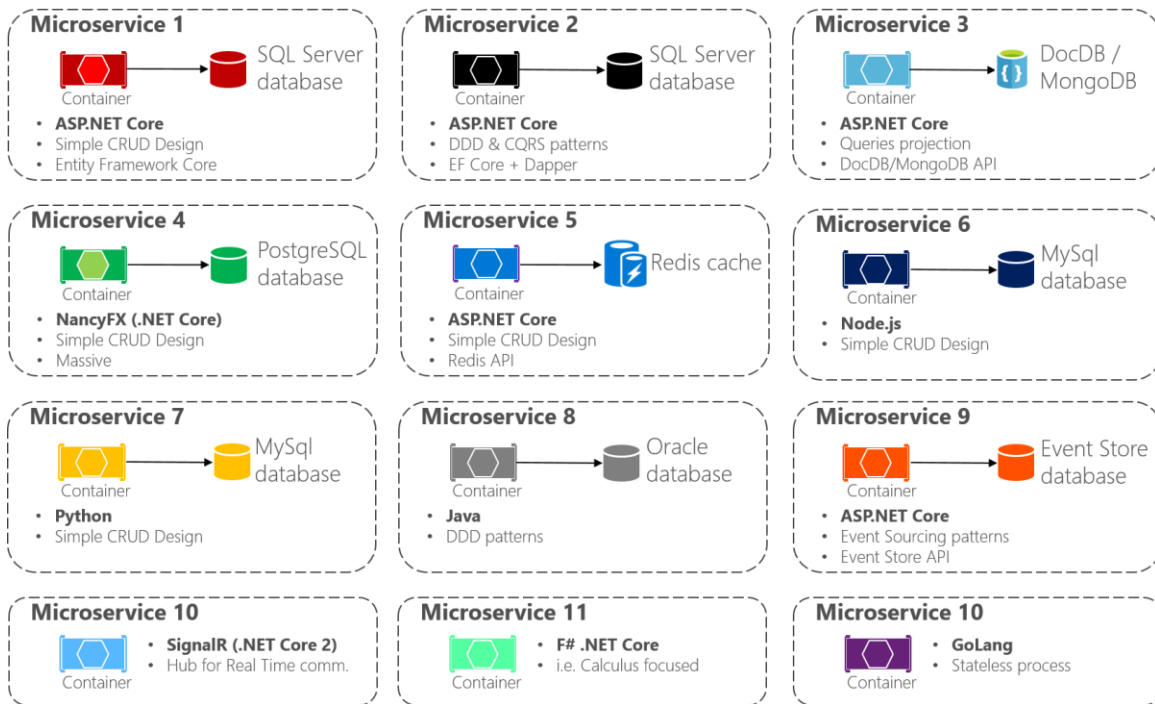 Microservice 1
SQL Server
database
Container
• ASP.NET Core
• Simple CRUD Design
• Entity Framework Core
Microservice 2
SQL Server
database
Container
• ASP.NET Core
• DDD & CQRS patterns
• EF Core + Dapper
Microservice 3
DocDB /
MongoDB
Container
• ASP.NET Core
• Queries projection
• DocDB/MongoDB API
Microservice 4
PostgreSQL
database
Container
• NancyFX (.NET Core)
• Simple CRUD Design
• Massive
Microservice 5
Redis cache
Container
• ASP.NET Core
• Simple CRUD Design
• Redis API
Microservice 6
MySql
database
Container
• Node.js
• Simple CRUD Design
Microservice 7
MySql
database
Container
• Python
• Simple CRUD Design
Microservice 8
Oracle
database
Container
• Java
• DDD patterns
Microservice 9
Event Store
database
Container
• ASP.NET Core
• Event Sourcing patterns
• Event Store API
Microservice 10
• SignalR (.NET Core 2)
• Hub for Real Time comm.
Container
Microservice 11
• F# .NET Core
• i.e. Calculus focused
Container
Microservice 10
• GoLang
• Stateless process
Container